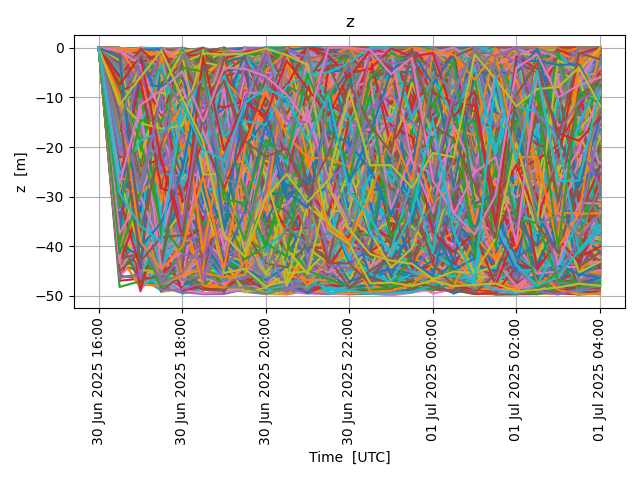 z
0
−10
−20
−30
−40
−50
z [m]
30 Jun 2025 16:00
30 Jun 2025 18:00
30 Jun 2025 20:00
30 Jun 2025 22:00
01 Jul 2025 00:00
01 Jul 2025 02:00
01 Jul 2025 04:00
Time [UTC]